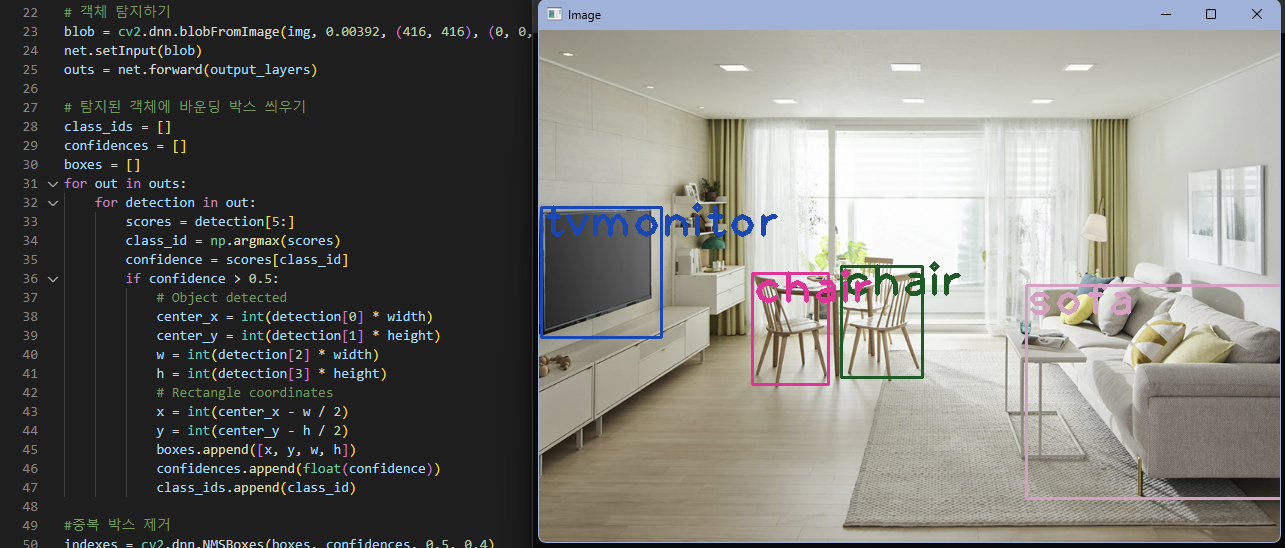 22 # 객체 탐지하기
23 blob = cv2.dnn.blobFromImage(img, 0.00392, (416, 416), (0, 0,
24 net.setInput(blob)
25 outs = net.forward(output_layers)
26
27 # 탐지된 객체에 바운딩 박스 씌우기
28 class_ids = []
29 confidences = []
30 boxes = []
31 for out in outs:
32 for detection in out:
33 scores = detection[5:]
34 class_id = np.argmax(scores)
35 confidence = scores[class_id]
36 if confidence > 0.5:
37 # Object detected
38 center_x = int(detection[0] * width)
39 center_y = int(detection[1] * height)
40 w = int(detection[2] * width)
41 h = int(detection[3] * height)
42 # Rectangle coordinates
43 x = int(center_x - w / 2)
44 y = int(center_y - h / 2)
45 boxes.append([x, y, w, h])
46 confidences.append(float(confidence))
47 class_ids.append(class_id)
48
49 #중복 박스 제거
50 indexes = cv2.dnn.NMSBoxes(boxes, confidences, 0.5, 0.4)
Image
tvmonitor
chair
chair
sofa